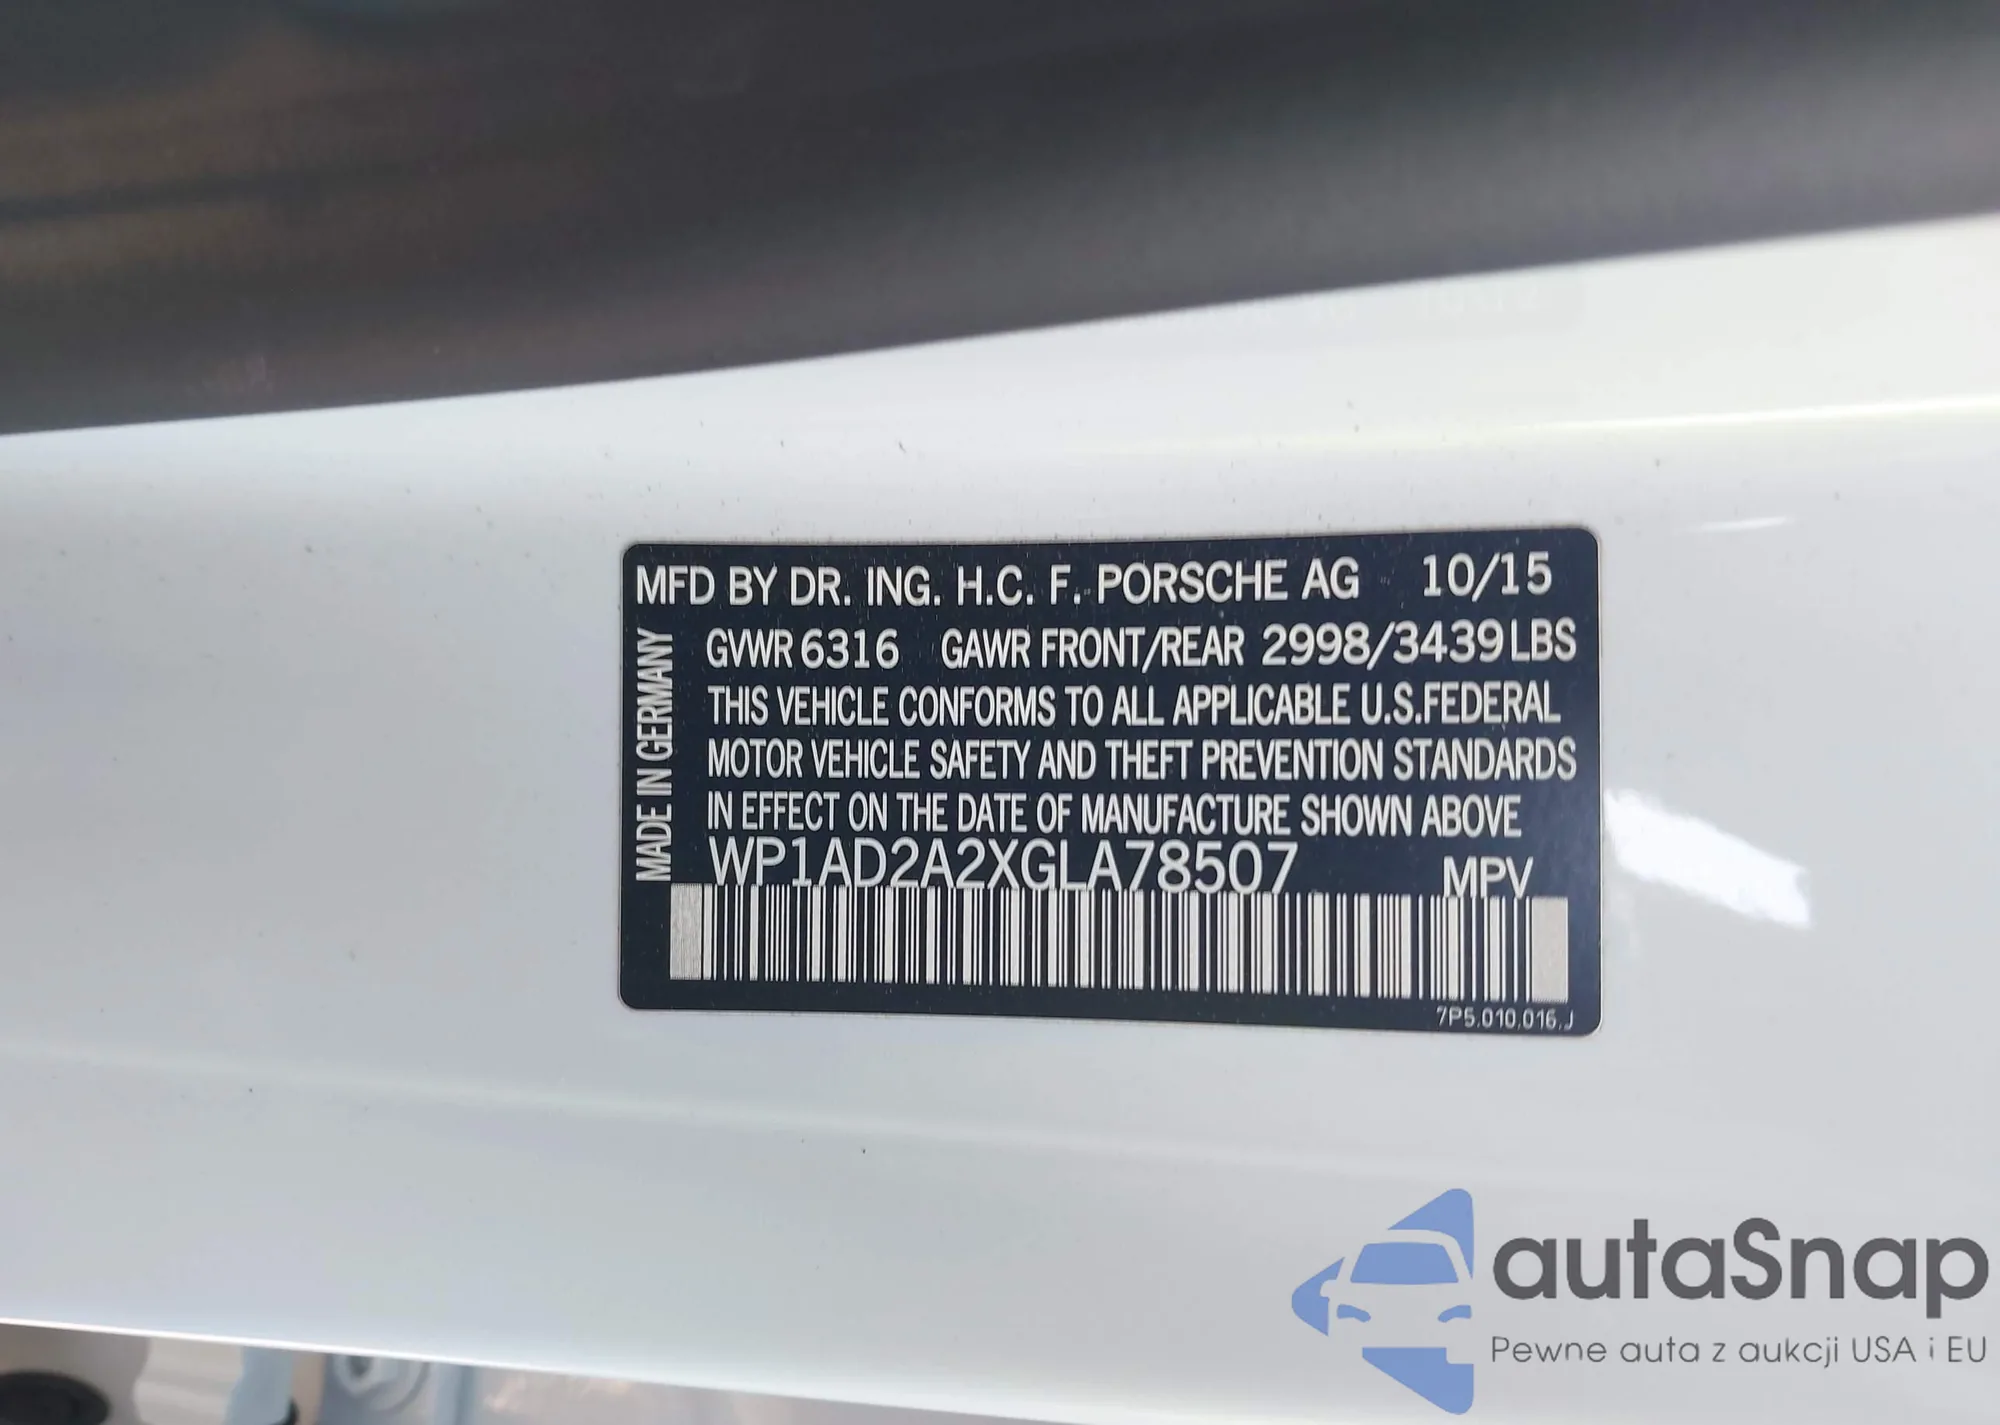 MFD BY DR. ING. H.C. F. PORSCHE AG 10/15
MADE IN GERMANY
GVWR 6316 GAWR FRONT/REAR 2998/3439LBS
THIS VEHICLE CONFORMS TO ALL APPLICABLE U.S.FEDERAL
MOTOR VEHICLE SAFETY AND THEFT PREVENTION STANDARDS
IN EFFECT ON THE DATE OF MANUFACTURE SHOWN ABOVE
WP1AD2A2XGLA78507 MPV
7P5.010.016.J
autaSnap
Pewne auta z aukcji USA i EU